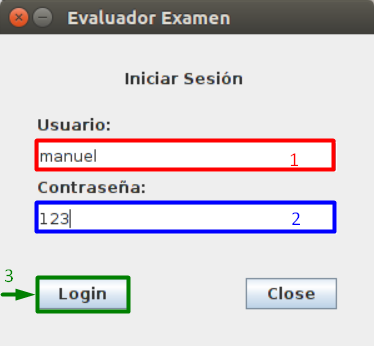 Evaluador Examen
Iniciar Sesión
Usuario:
manuel 1
Contraseña:
123 2
3
Login Close